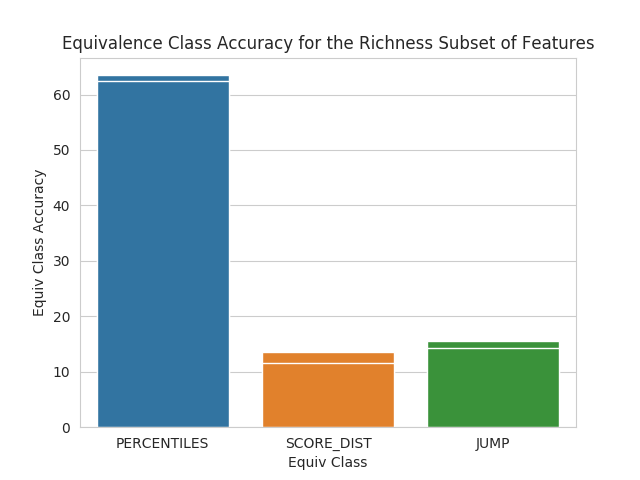 Equivalence Class Accuracy for the Richness Subset of Features
60
50
40
30
20
10
0
Equiv Class Accuracy
PERCENTILES
SCORE_DIST
JUMP
Equiv Class